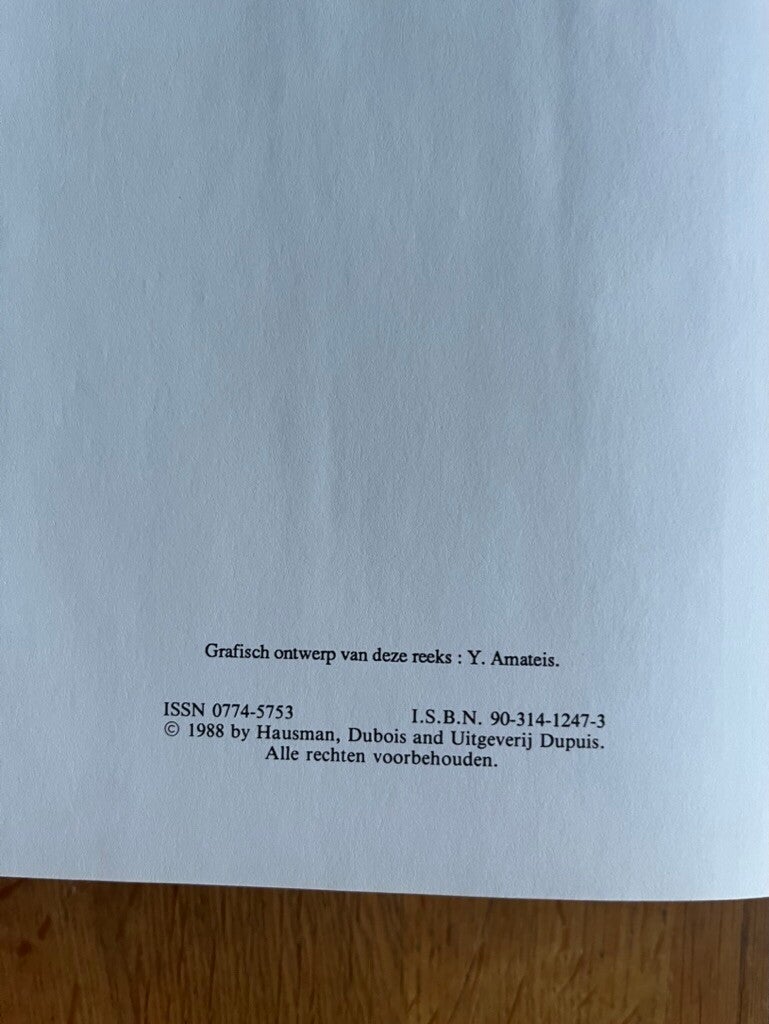 Grafisch ontwerp van deze reeks : Y. Amateis.
ISSN 0774-5753 I.S.B.N. 90-314-1247-3
© 1988 by Hausman, Dubois and Uitgeverij Dupuis.
Alle rechten voorbehouden.